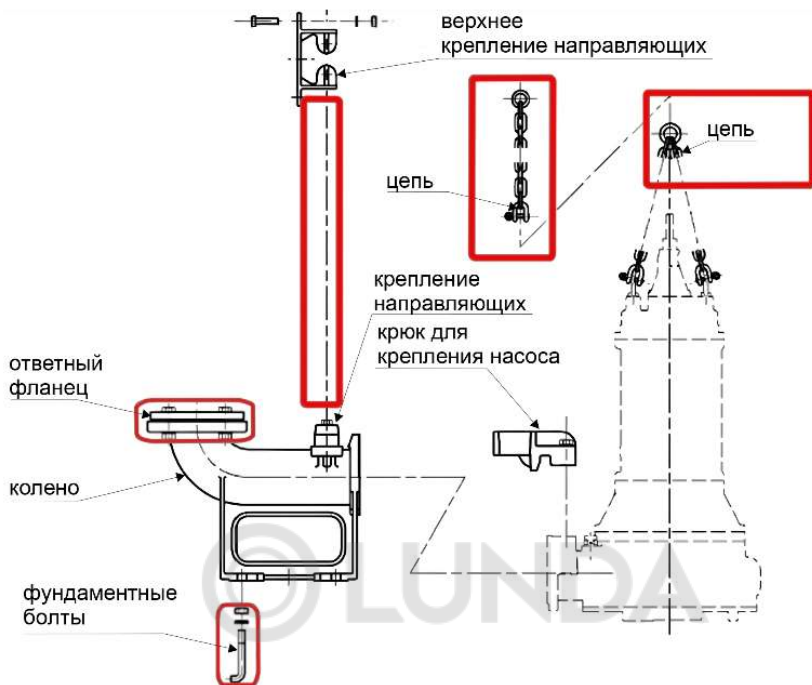 верхнее
крепление направляющих
цепь
цепь
крепление
направляющих
крюк для
крепления насоса
ответный
фланец
колено
фундаментные
болты
LUNDA